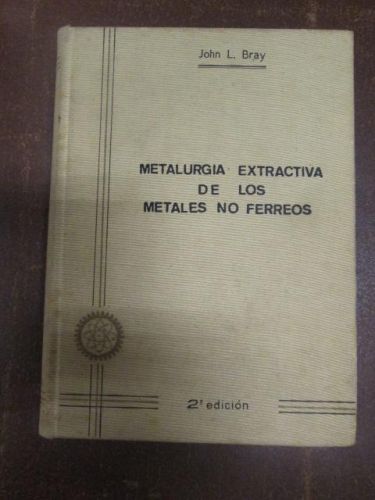 John L. Bray
METALURGIA EXTRACTIVA
DE LOS
METALES NO FERREOS
2ª edición